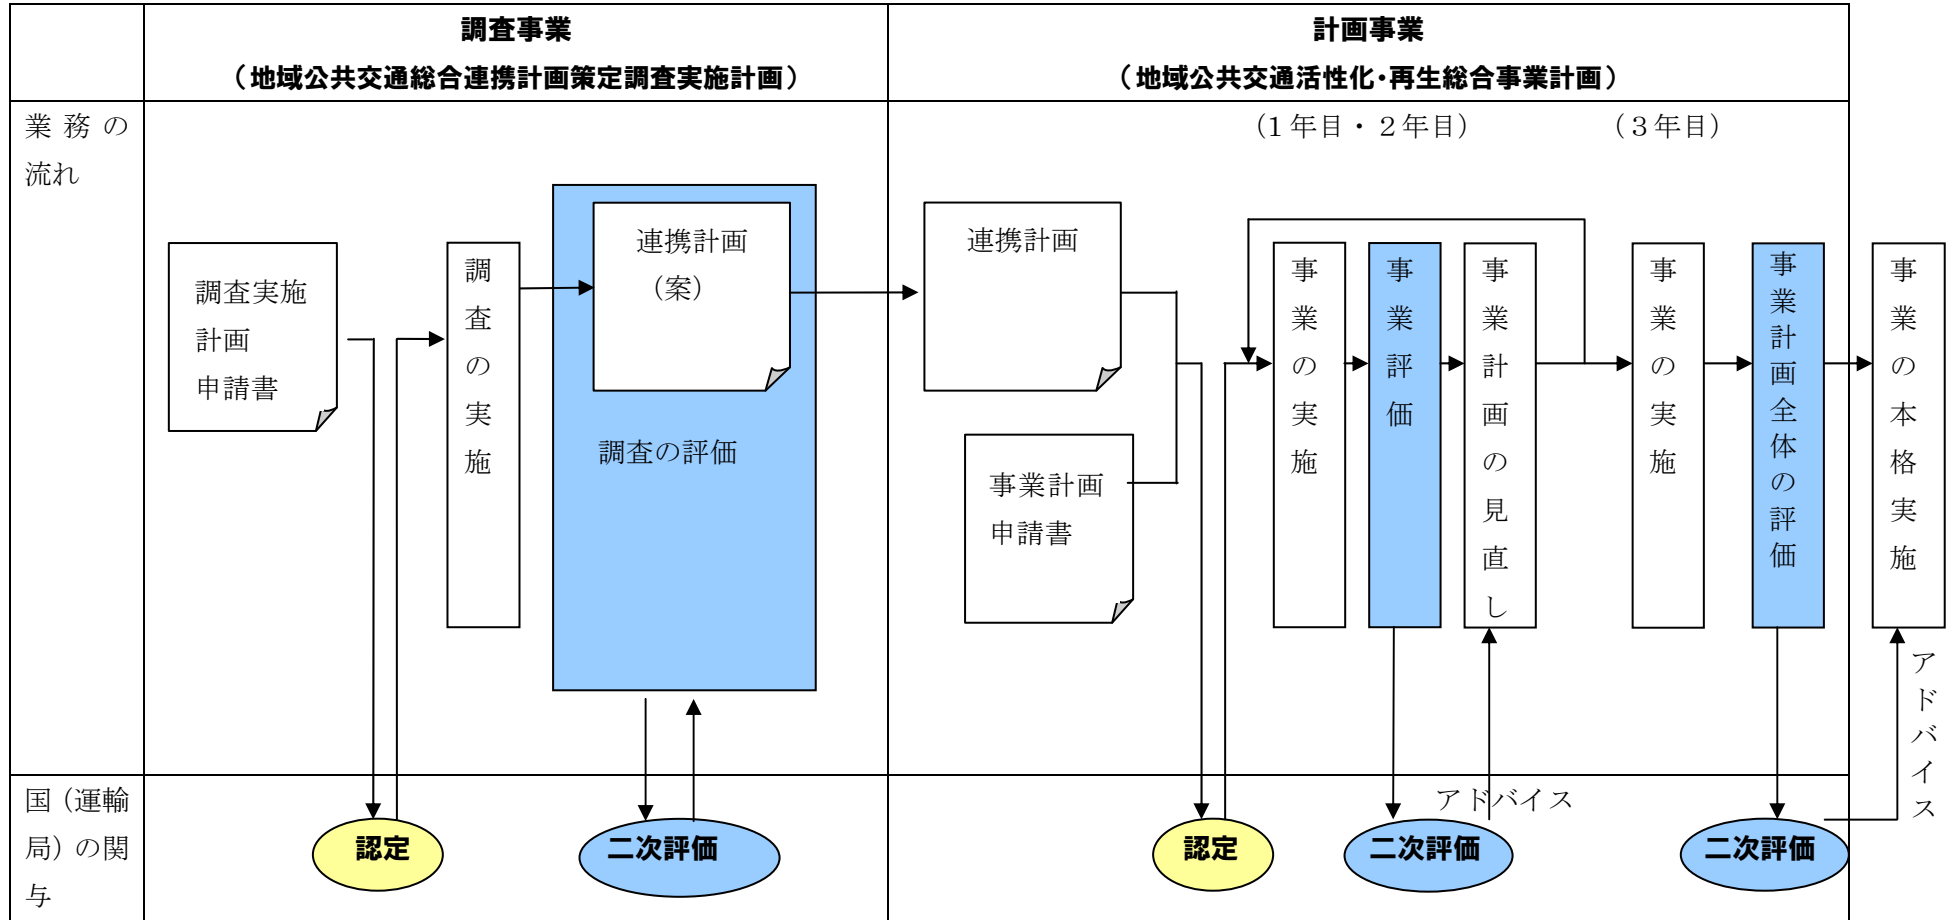 調査事業
（地域公共交通総合連携計画策定調査実施計画）
計画事業
（地域公共交通活性化・再生総合事業計画）
業務の
流れ
（１年目・２年目）
（３年目）
調査実施
計画
申請書
調査の実施
連携計画
（案）
調査の評価
連携計画
事業計画
申請書
事業の実施
事業評価
事業計画の見直し
事業の実施
事業計画全体の評価
事業の本格実施
アドバイス
国（運輸
局）の関
与
認定
二次評価
認定
アドバイス
二次評価
二次評価